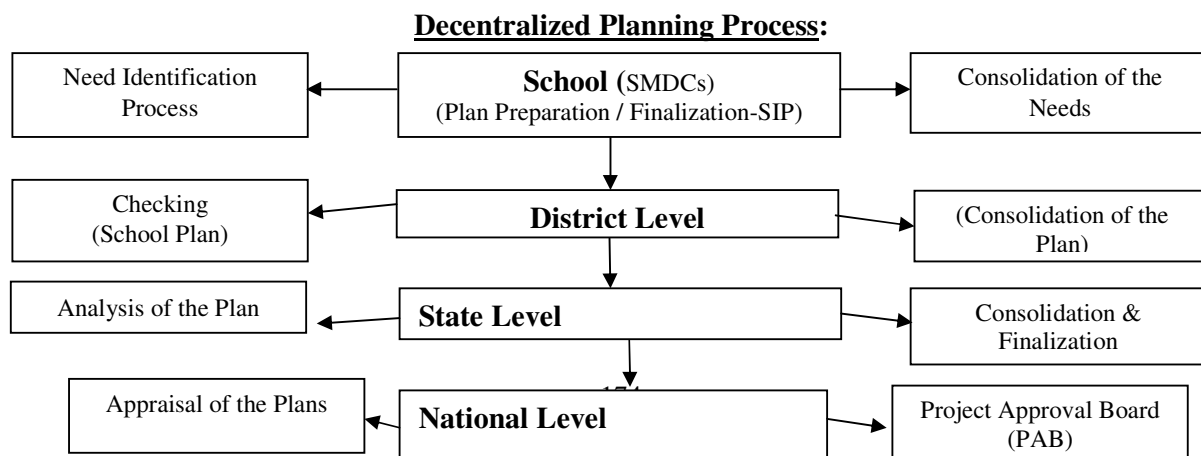 Decentralized Planning Process:
Need Identification
Process
School (SMDCs)
(Plan Preparation / Finalization-SIP)
Consolidation of the
Needs
Checking
(School Plan)
District Level
(Consolidation of the
Plan)
Analysis of the Plan
State Level
Consolidation &
Finalization
Appraisal of the Plans
National Level
Project Approval Board
(PAB)